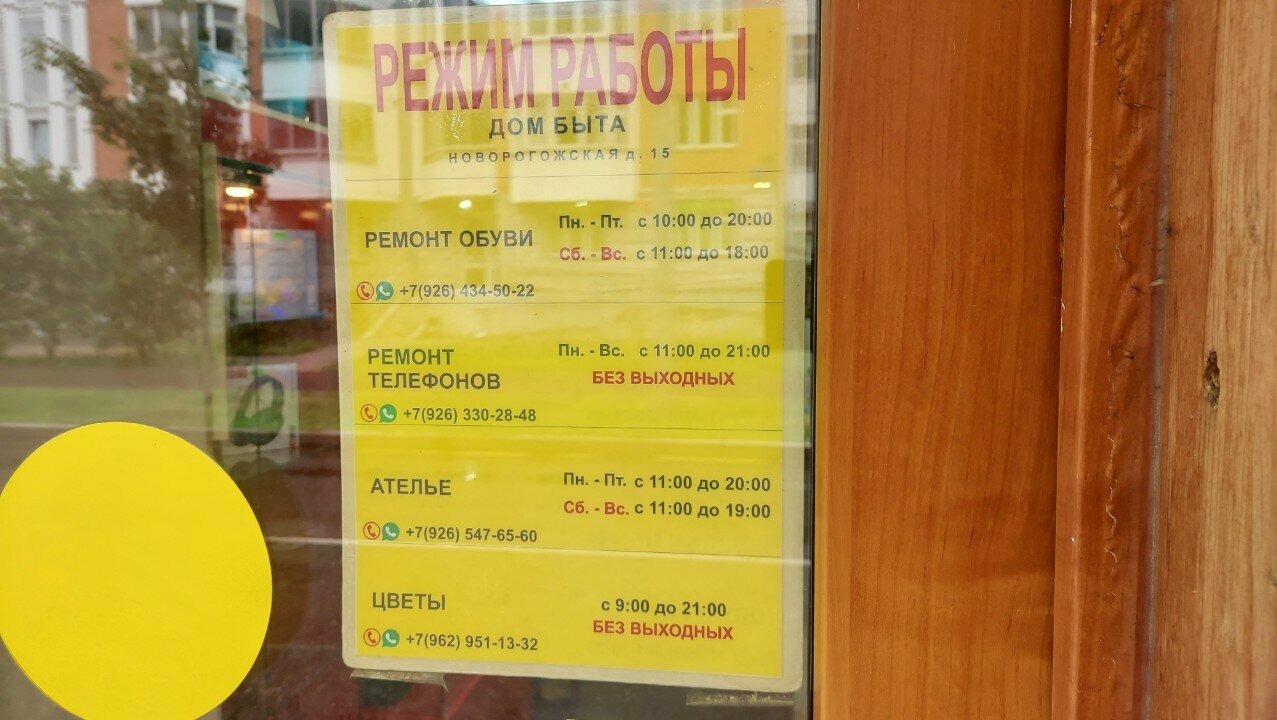 РЕЖИМ РАБОТЫ
ДОМ БЫТА
НОВОРОГОЖСКАЯ д. 15
РЕМОНТ ОБУВИ
Пн. - Пт. с 10:00 до 20:00
Сб. - Вс. с 11:00 до 18:00
+7(926) 434-50-22
РЕМОНТ
ТЕЛЕФОНОВ
Пн. - Вс. с 11:00 до 21:00
БЕЗ ВЫХОДНЫХ
+7(926) 330-28-48
АТЕЛЬЕ
Пн. - Пт. с 11:00 до 20:00
Сб. - Вс. с 11:00 до 19:00
+7(926) 547-65-60
ЦВЕТЫ
с 9:00 до 21:00
БЕЗ ВЫХОДНЫХ
+7(962) 951-13-32